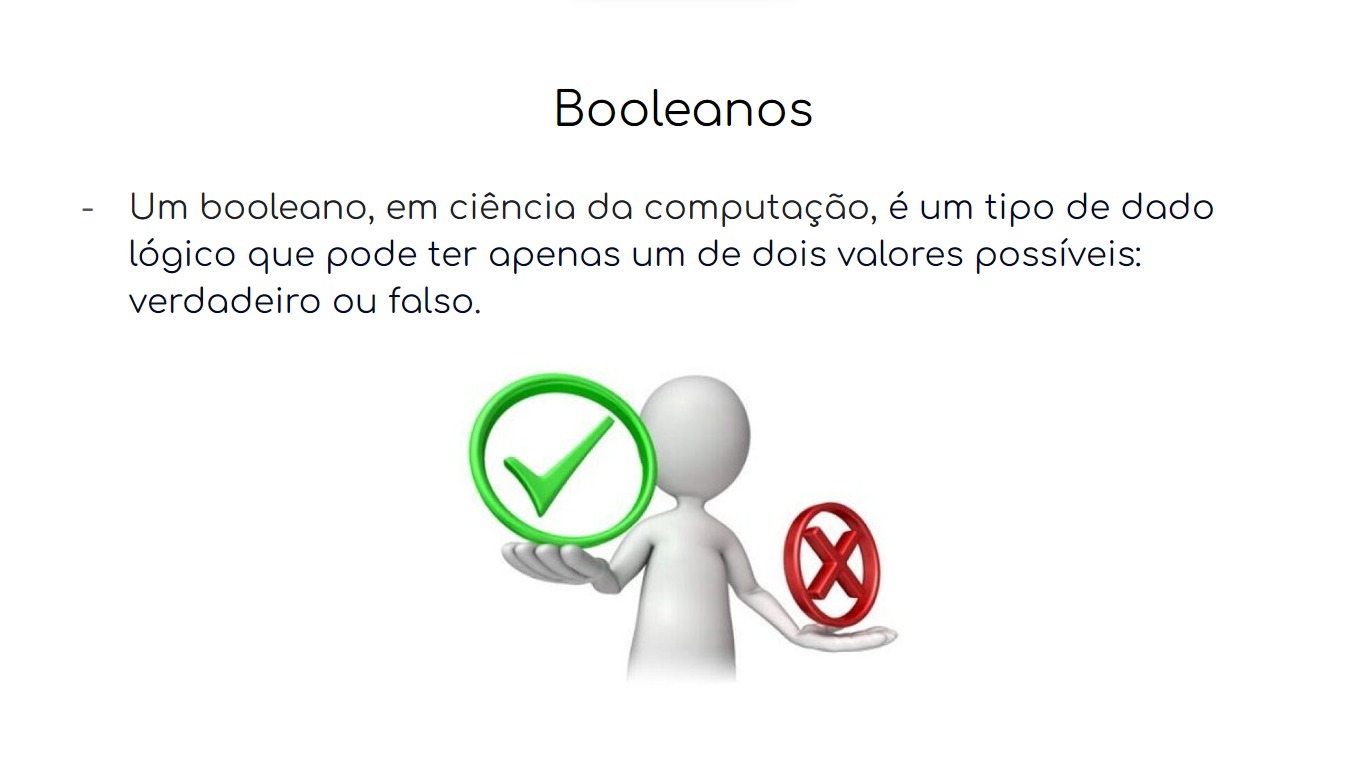 Booleanos
- Um booleano, em ciência da computação, é um tipo de dado
lógico que pode ter apenas um de dois valores possíveis:
verdadeiro ou falso.